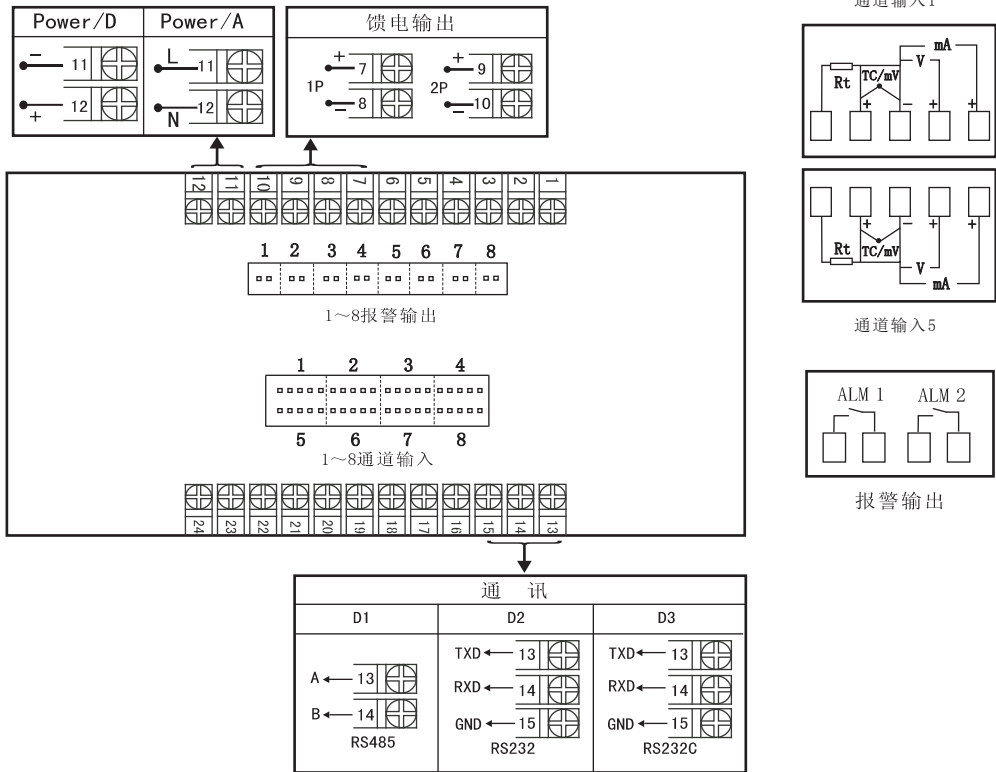 Power/D
Power/A
馈电输出
通道输入1
− 11
+ 12
L 11
N 12
1P
+ 7
− 8
2P
+ 9
− 10
mA
V
Rt
TC/mV
+ − + +
12 11 10 9 8 7 6 5 4 3 2 1
1 2 3 4 5 6 7 8
1～8报警输出
+ − + +
Rt
TC/mV
V
mA
通道输入5
1 2 3 4
5 6 7 8
1～8通道输入
ALM 1
ALM 2
报警输出
24 23 22 21 20 19 18 17 16 15 14 13
通 讯
D1
D2
D3
A 13
B 14
RS485
TXD 13
RXD 14
GND 15
RS232
TXD 13
RXD 14
GND 15
RS232C